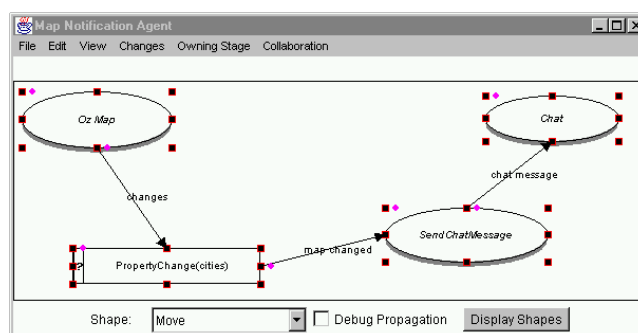 Map Notification Agent
File Edit View Changes Owning Stage Collaboration
Oz Map
Chat
changes
chat message
SendChatMessage
map changed
? PropertyChange(cities)
Shape: Move Debug Propagation Display Shapes